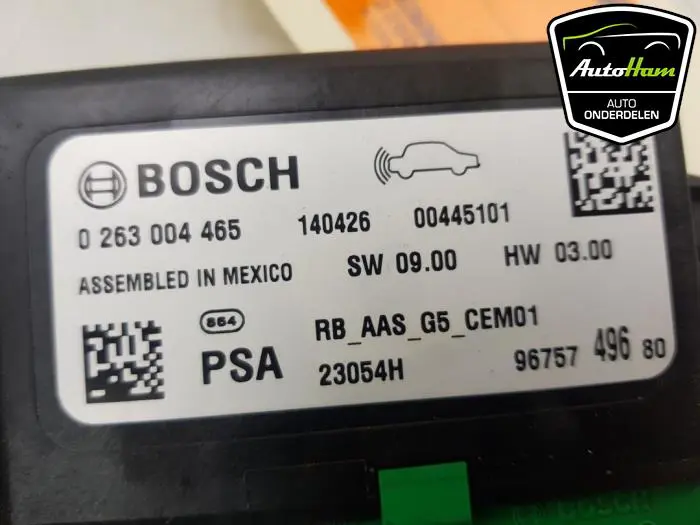 AutoHam
AUTO
ONDERDELEN
BOSCH
0 263 004 465 140426 00445101
ASSEMBLED IN MEXICO SW 09.00 HW 03.00
RB_AAS_G5_CEM01
PSA 23054H 96757 496 80
BOSCH